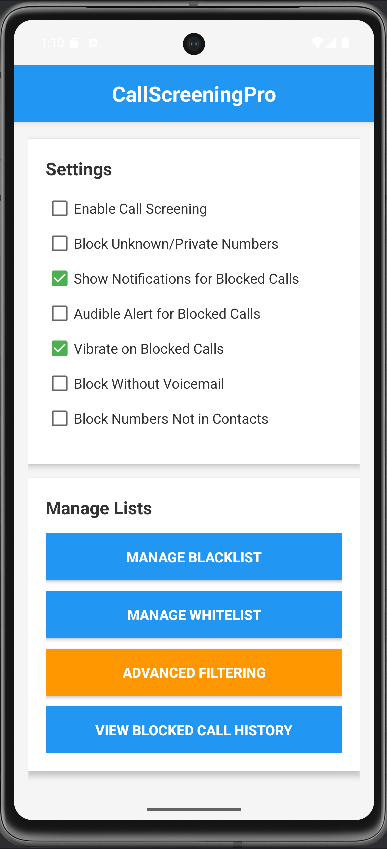 1:10
CallScreeningPro
Settings
Enable Call Screening
Block Unknown/Private Numbers
Show Notifications for Blocked Calls
Audible Alert for Blocked Calls
Vibrate on Blocked Calls
Block Without Voicemail
Block Numbers Not in Contacts
Manage Lists
MANAGE BLACKLIST
MANAGE WHITELIST
ADVANCED FILTERING
VIEW BLOCKED CALL HISTORY